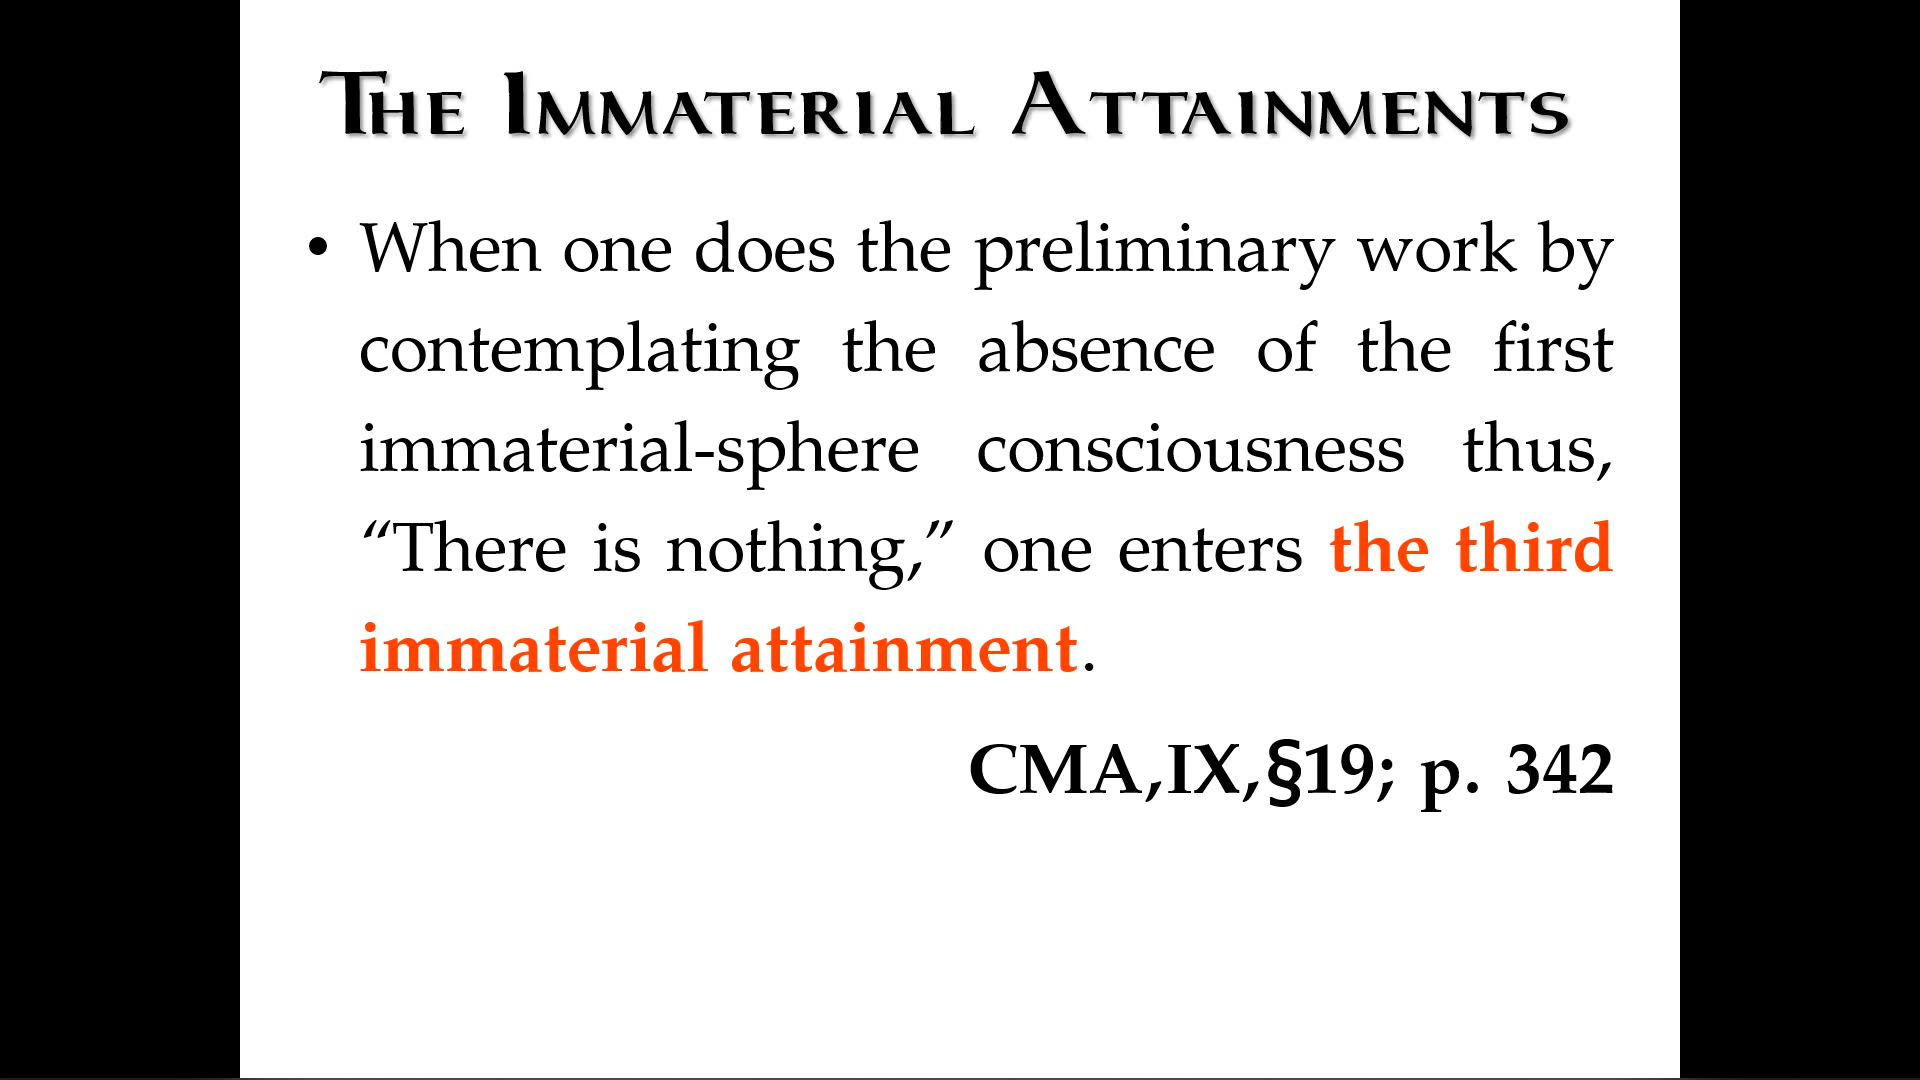 The Immaterial Attainments
• When one does the preliminary work by
contemplating the absence of the first
immaterial-sphere consciousness thus,
“There is nothing,” one enters the third
immaterial attainment.
CMA,IX,§19; p. 342